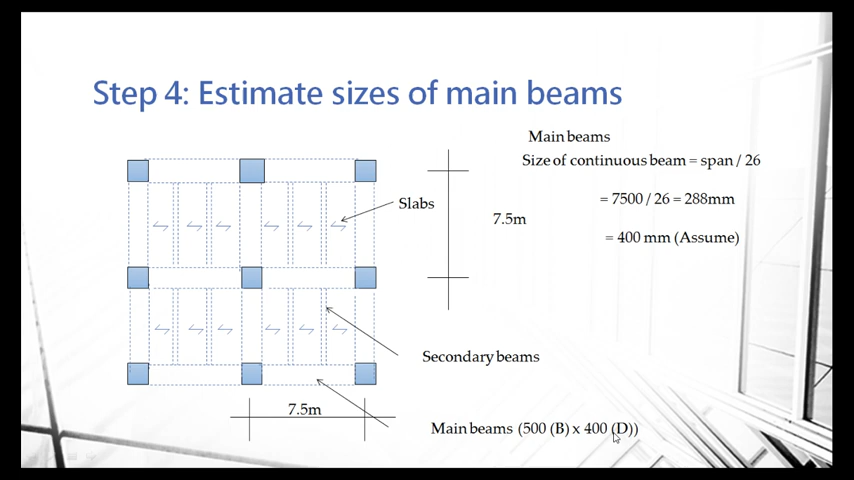 Step 4: Estimate sizes of main beams
Main beams
Size of continuous beam = span / 26
= 7500 / 26 = 288mm
= 400 mm (Assume)
Slabs
7.5m
Secondary beams
7.5m
Main beams (500 (B) x 400 (D))